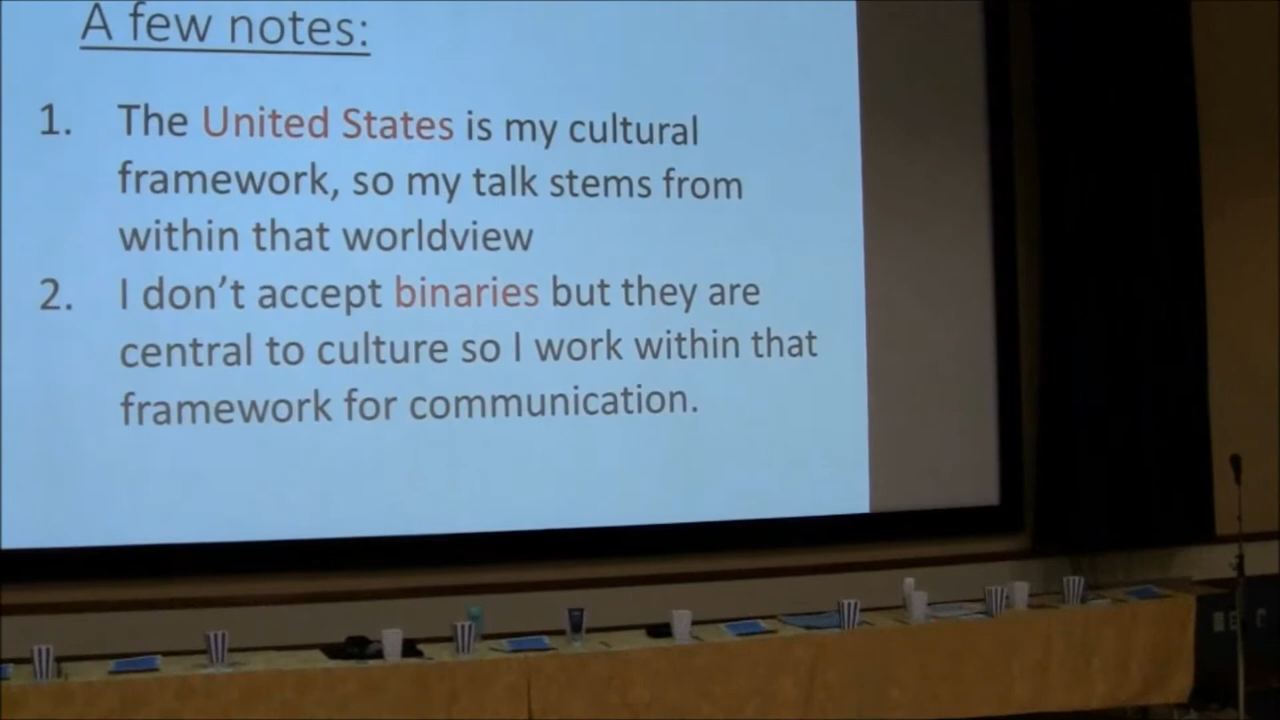 A few notes:
1. The United States is my cultural
framework, so my talk stems from
within that worldview
2. I don't accept binaries but they are
central to culture so I work within that
framework for communication.